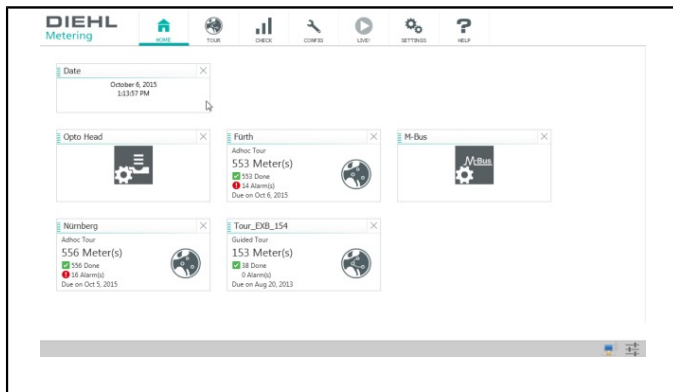 DIEHL
Metering
HOME
TOUR
CHECK
CONFIG
LIVE!
SETTINGS
HELP
Date
October 6, 2015
1:13:57 PM
Opto Head
Fürth
Adhoc Tour
553 Meter(s)
553 Done
14 Alarm(s)
Due on Oct 6, 2015
M-Bus
M-Bus
Nürnberg
Adhoc Tour
556 Meter(s)
556 Done
16 Alarm(s)
Due on Oct 5, 2015
Tour_EXB_154
Guided Tour
153 Meter(s)
38 Done
0 Alarm(s)
Due on Aug 20, 2013